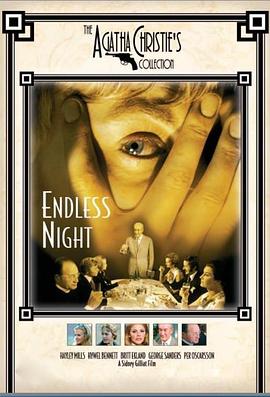 THE
AGATHA CHRISTIE'S
COLLECTION
ENDLESS
NIGHT
HAYLEY MILLS HYWEL BENNETT BRITT EKLAND GEORGE SANDERS PER OSCARSSON
A Sidney Gilliat Film